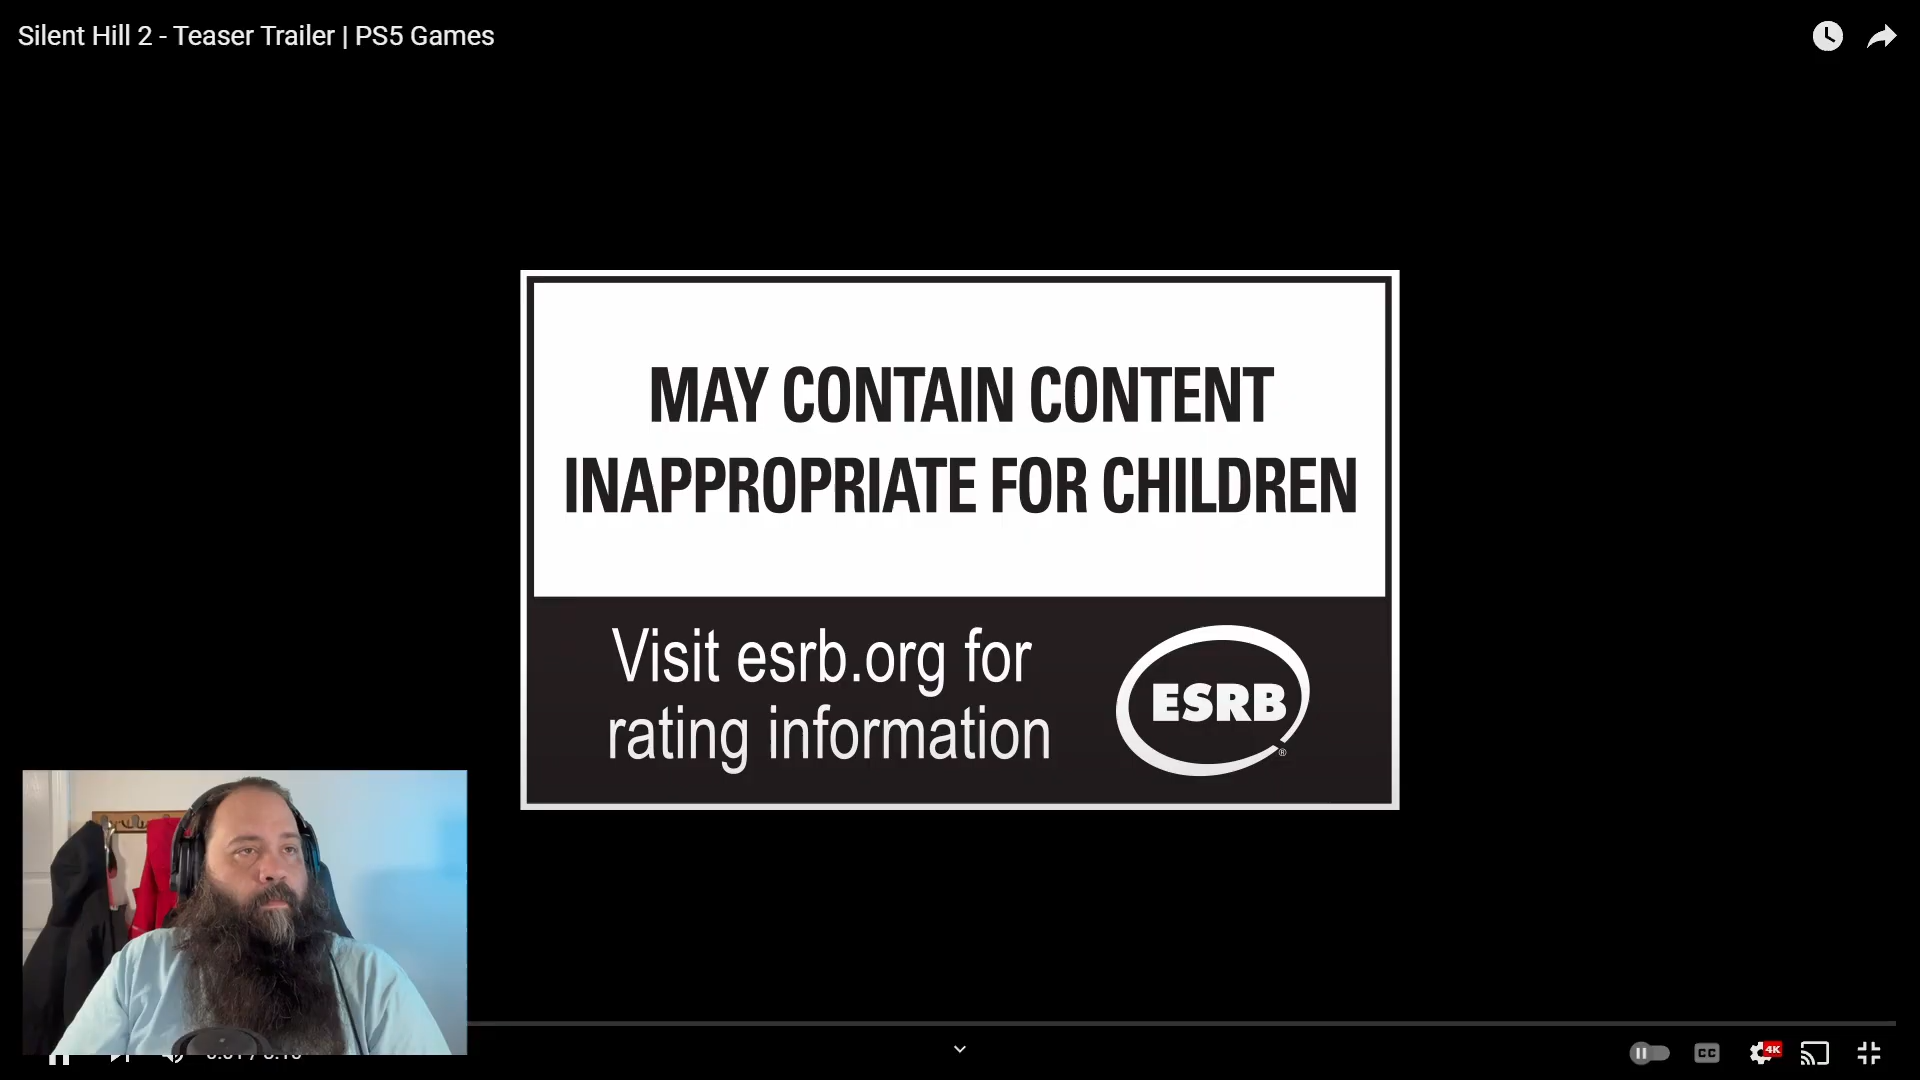 Silent Hill 2 - Teaser Trailer | PS5 Games
MAY CONTAIN CONTENT
INAPPROPRIATE FOR CHILDREN
Visit esrb.org for
rating information
ESRB
®
CC
4K